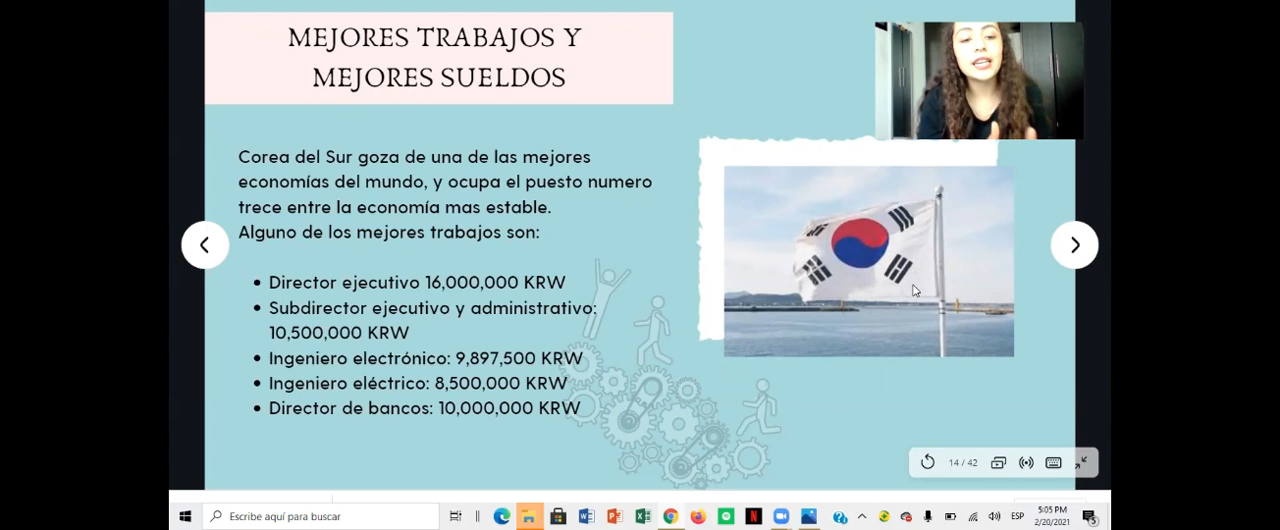 MEJORES TRABAJOS Y
MEJORES SUELDOS
Corea del Sur goza de una de las mejores
economías del mundo, y ocupa el puesto numero
trece entre la economía mas estable.
Alguno de los mejores trabajos son:
• Director ejecutivo 16,000,000 KRW
• Subdirector ejecutivo y administrativo:
10,500,000 KRW
• Ingeniero electrónico: 9,897,500 KRW
• Ingeniero eléctrico: 8,500,000 KRW
• Director de bancos: 10,000,000 KRW
14 / 42
Escribe aquí para buscar
ESP
5:05 PM
2/20/2021